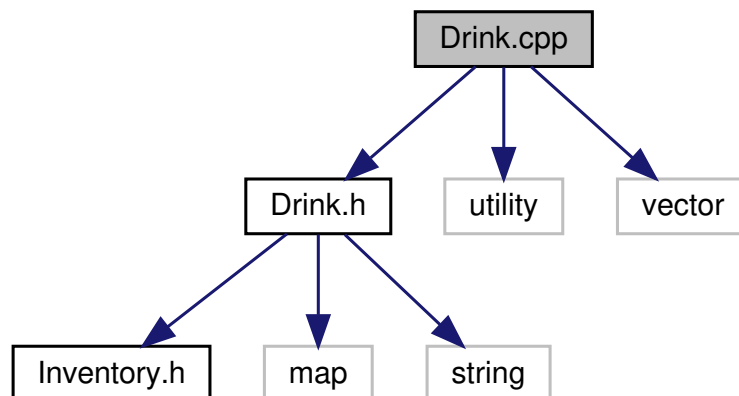 Drink.cpp
Drink.h
utility
vector
Inventory.h
map
string